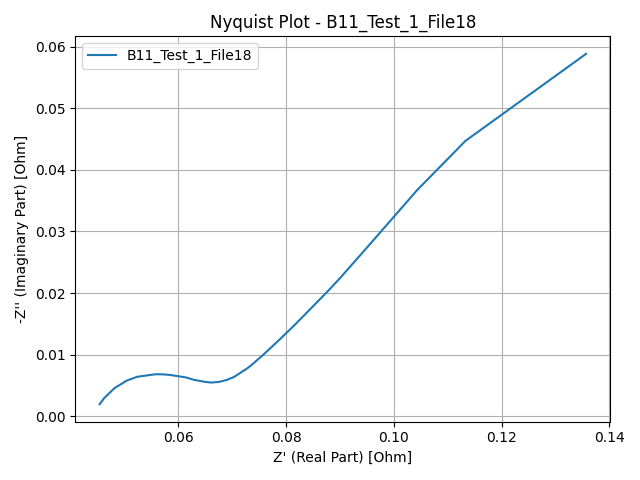 Nyquist Plot - B11_Test_1_File18
B11_Test_1_File18
-Z'' (Imaginary Part) [Ohm]
0.06
0.05
0.04
0.03
0.02
0.01
0.00
0.06 0.08 0.10 0.12 0.14
Z' (Real Part) [Ohm]